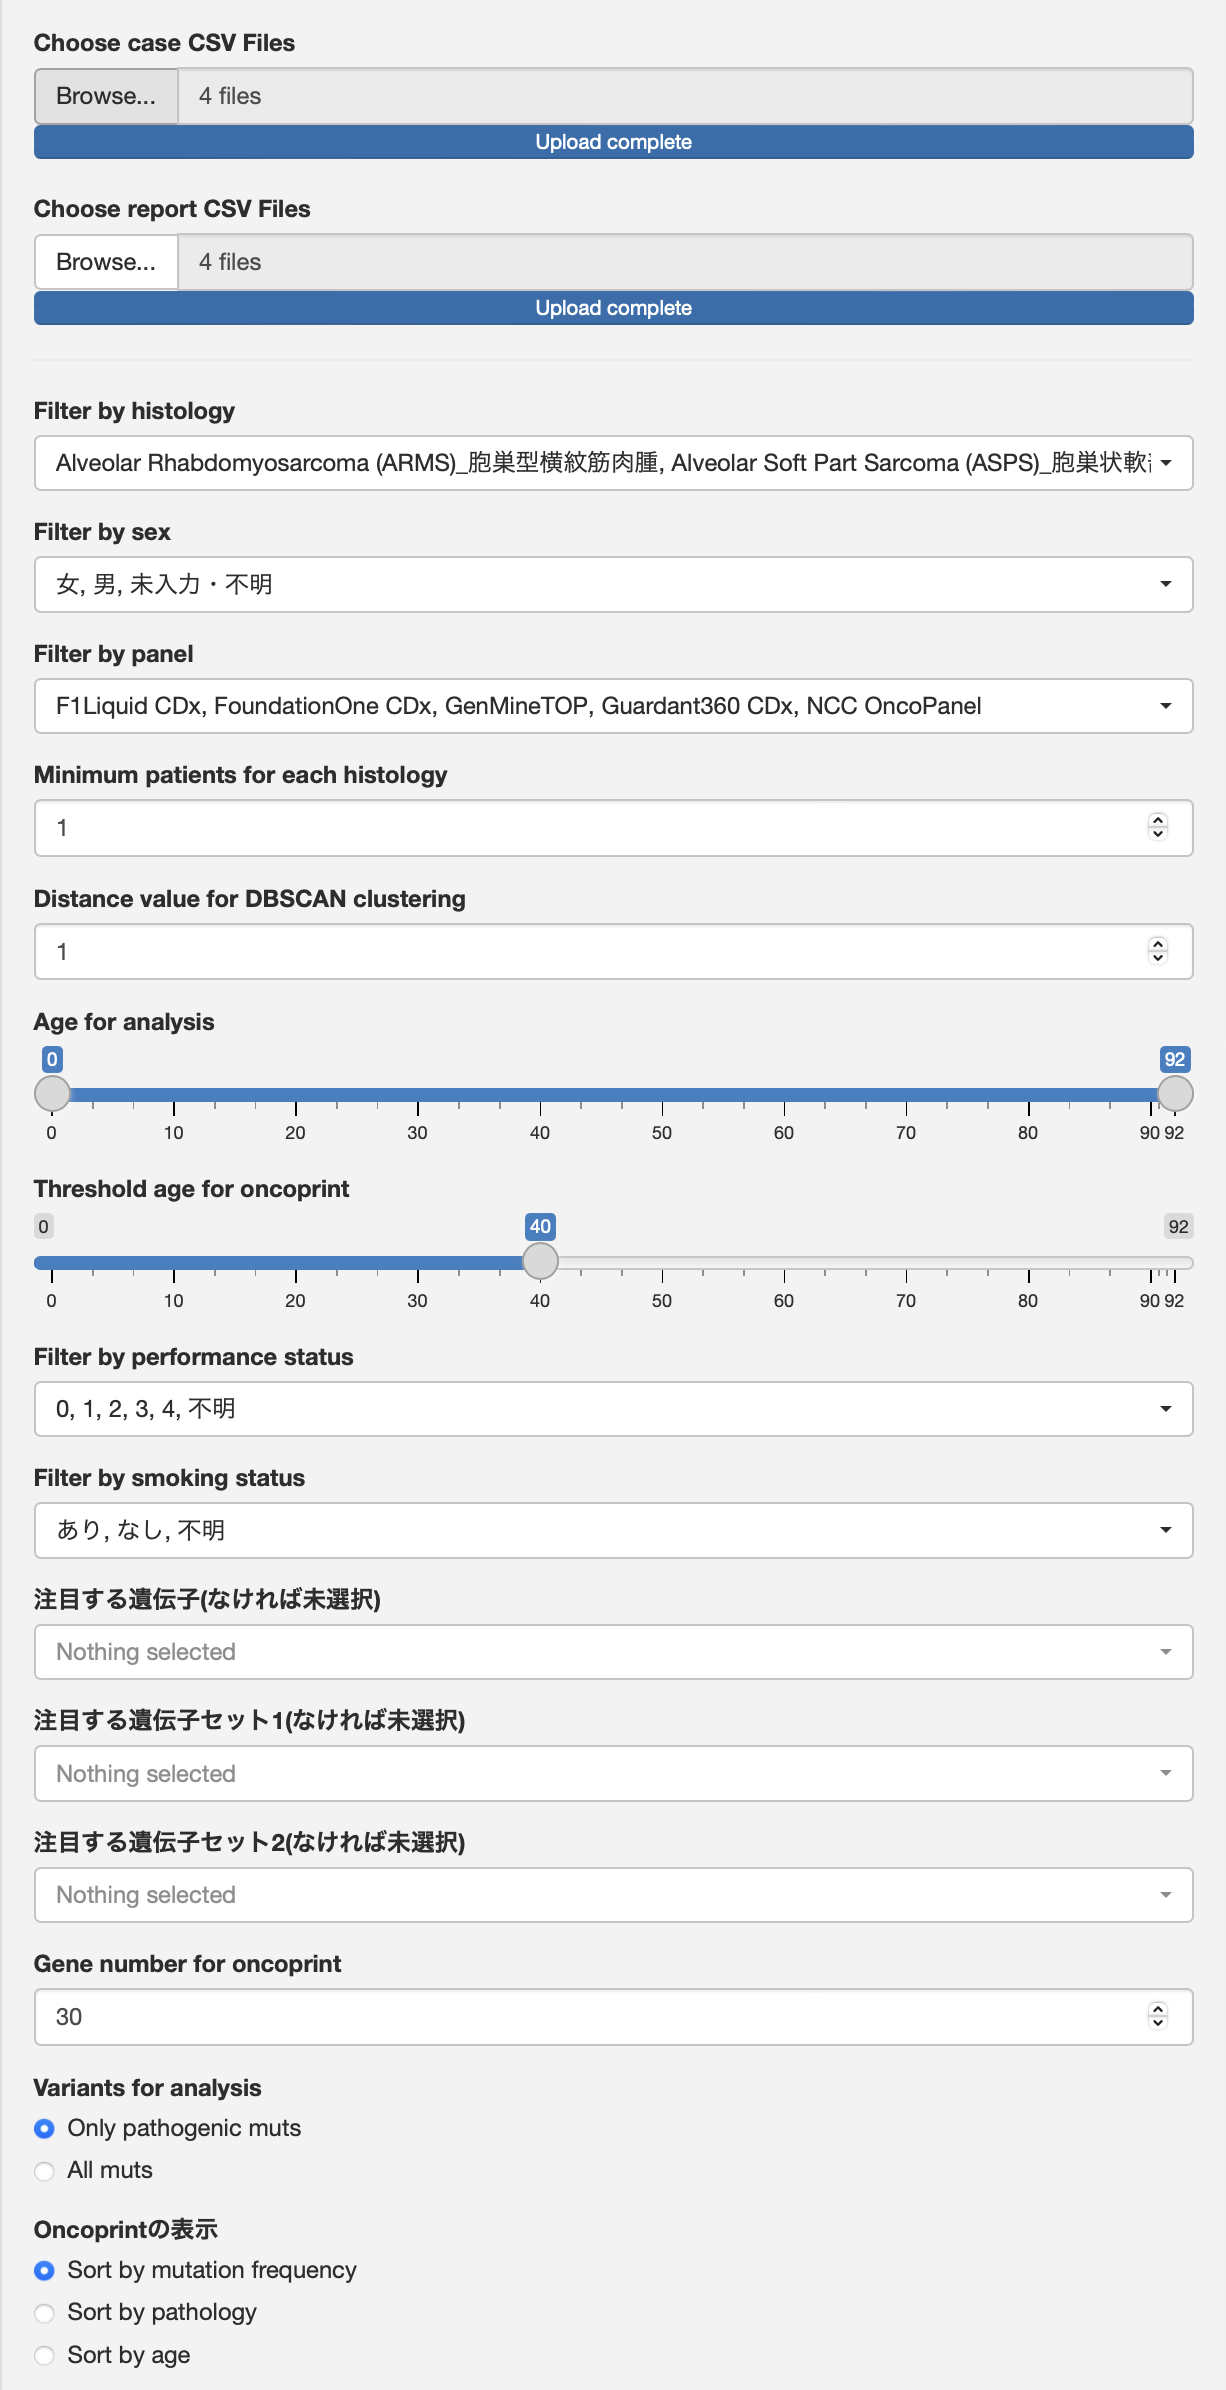 Choose case CSV Files
Browse... 4 files
Upload complete
Choose report CSV Files
Browse... 4 files
Upload complete
Filter by histology
Alveolar Rhabdomyosarcoma (ARMS)_胞巣型横紋筋肉腫, Alveolar Soft Part Sarcoma (ASPS)_胞巣状軟
Filter by sex
女, 男, 未入力・不明
Filter by panel
F1Liquid CDx, FoundationOne CDx, GenMineTOP, Guardant360 CDx, NCC OncoPanel
Minimum patients for each histology
1
Distance value for DBSCAN clustering
1
Age for analysis
0 92
0 10 20 30 40 50 60 70 80 90 92
Threshold age for oncoprint
0 40 92
0 10 20 30 40 50 60 70 80 90 92
Filter by performance status
0, 1, 2, 3, 4, 不明
Filter by smoking status
あり, なし, 不明
注目する遺伝子(なければ未選択)
Nothing selected
注目する遺伝子セット1(なければ未選択)
Nothing selected
注目する遺伝子セット2(なければ未選択)
Nothing selected
Gene number for oncoprint
30
Variants for analysis
Only pathogenic muts
All muts
Oncoprintの表示
Sort by mutation frequency
Sort by pathology
Sort by age